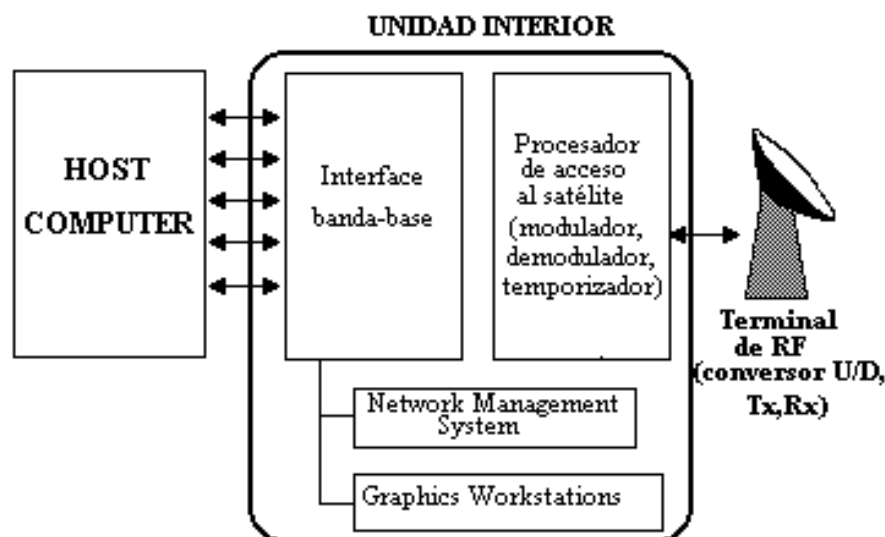 UNIDAD INTERIOR
HOST
COMPUTER
Interface
banda-base
Procesador
de acceso
al satélite
(modulador,
demodulador,
temporizador)
Terminal
de RF
(conversor U/D,
Tx,Rx)
Network Management
System
Graphics Workstations